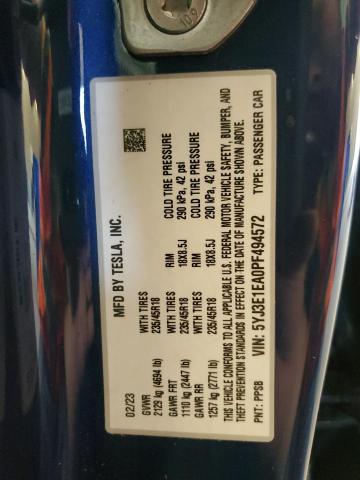 109
MFD BY TESLA, INC.
02/23
GVWR WITH TIRES RIM COLD TIRE PRESSURE
2129 kg (4694 lb) 235/45R18 18X8.5J 290 kPa, 42 psi
GAWR FRT WITH TIRES RIM COLD TIRE PRESSURE
1110 kg (2447 lb) 235/45R18 18X8.5J 290 kPa, 42 psi
GAWR RR
1257 kg (2771 lb)
THIS VEHICLE CONFORMS TO ALL APPLICABLE U.S. FEDERAL MOTOR VEHICLE SAFETY, BUMPER, AND
THEFT PREVENTION STANDARDS IN EFFECT ON THE DATE OF MANUFACTURE SHOWN ABOVE.
VIN: 5YJ3E1EA0PF494572 TYPE: PASSENGER CAR
PNT: PPSB